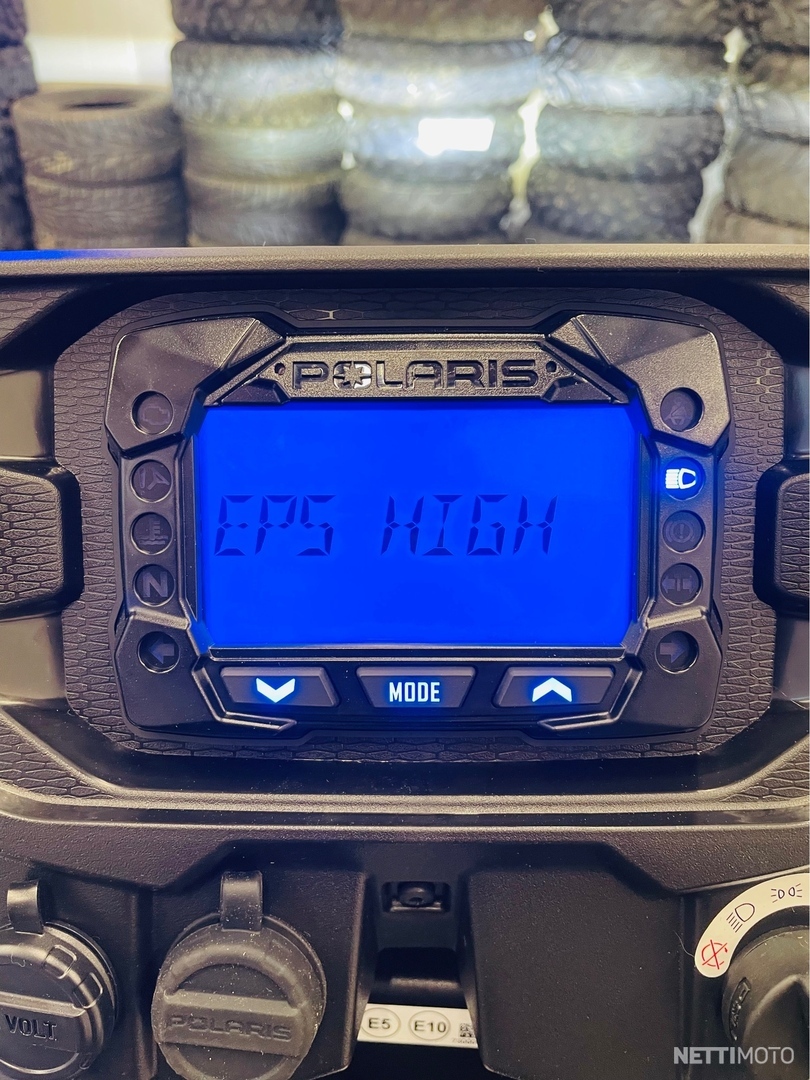 POLARIS
EPS HIGH
N
MODE
VOLT
POLARIS
E5 E10
NETTIMOTO